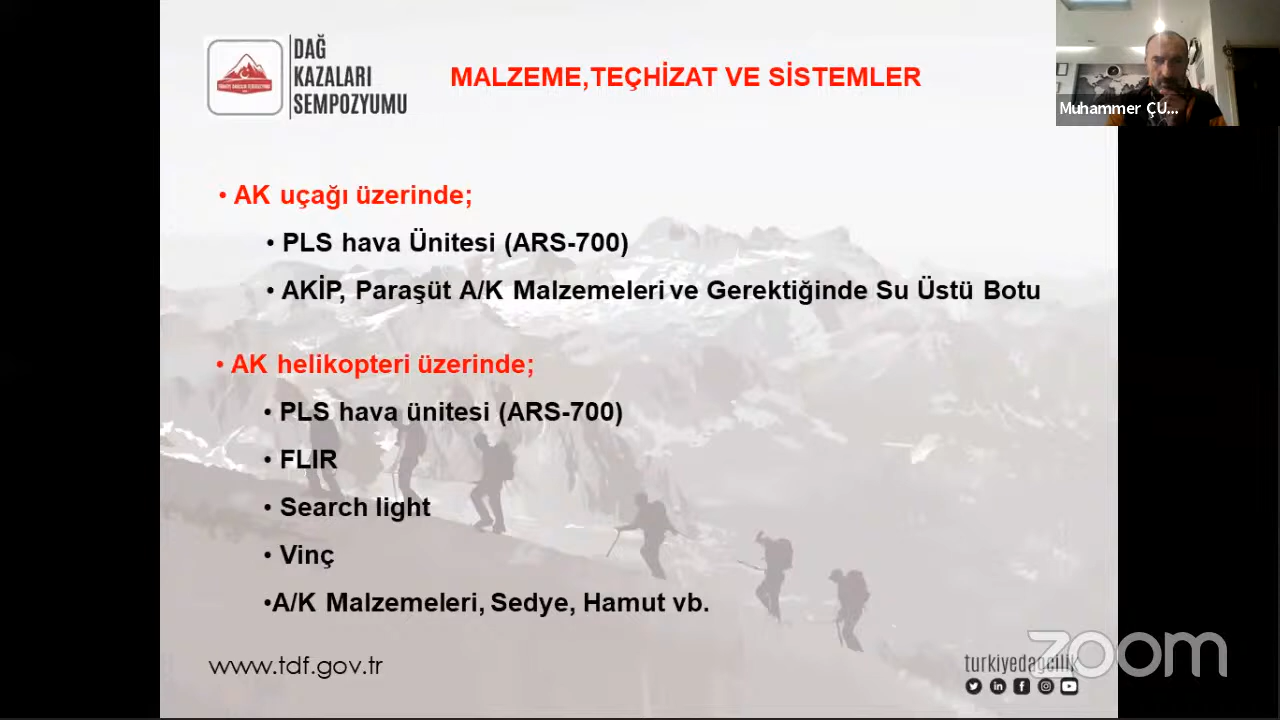 DAĞ
KAZALARI
SEMPOZYUMU
MALZEME,TEÇHİZAT VE SİSTEMLER
Muhammer ÇU...
• AK uçağı üzerinde;
• PLS hava Ünitesi (ARS-700)
• AKİP, Paraşüt A/K Malzemeleri ve Gerektiğinde Su Üstü Botu
• AK helikopteri üzerinde;
• PLS hava ünitesi (ARS-700)
• FLIR
• Search light
• Vinç
•A/K Malzemeleri, Sedye, Hamut vb.
www.tdf.gov.tr
turkiyedagcilik
zoom